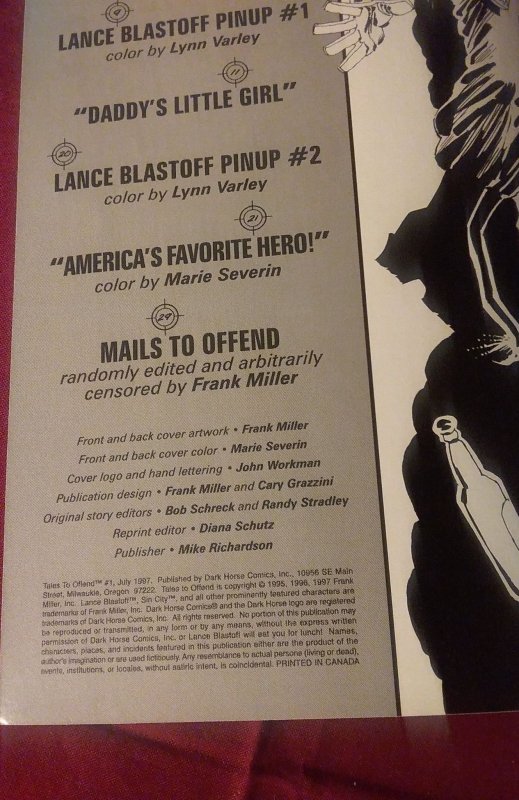 9
LANCE BLASTOFF PINUP #1
color by Lynn Varley
11
"DADDY'S LITTLE GIRL"
20
LANCE BLASTOFF PINUP #2
color by Lynn Varley
21
"AMERICA'S FAVORITE HERO!"
color by Marie Severin
29
MAILS TO OFFEND
randomly edited and arbitrarily
censored by Frank Miller
Front and back cover artwork • Frank Miller
Front and back cover color • Marie Severin
Cover logo and hand lettering • John Workman
Publication design • Frank Miller and Cary Grazzini
Original story editors • Bob Schreck and Randy Stradley
Reprint editor • Diana Schutz
Publisher • Mike Richardson
Tales To Offend™ #1, July 1997. Published by Dark Horse Comics, Inc., 10956 SE Main
Street, Milwaukie, Oregon 97222. Tales to Offend is copyright © 1995, 1996, 1997 Frank
Miller, Inc. Lance Blastoff™, Sin City™, and all other prominently featured characters are
trademarks of Frank Miller, Inc. Dark Horse Comics® and the Dark Horse logo are registered
trademarks of Dark Horse Comics, Inc. All rights reserved. No portion of this publication may
be reproduced or transmitted, in any form or by any means, without the express written
permission of Dark Horse Comics, Inc. or Lance Blastoff will eat you for lunch! Names,
characters, places, and incidents featured in this publication either are the product of the
author's imagination or are used fictitiously. Any resemblance to actual persons (living or dead),
events, institutions, or locales, without satiric intent, is coincidental. PRINTED IN CANADA